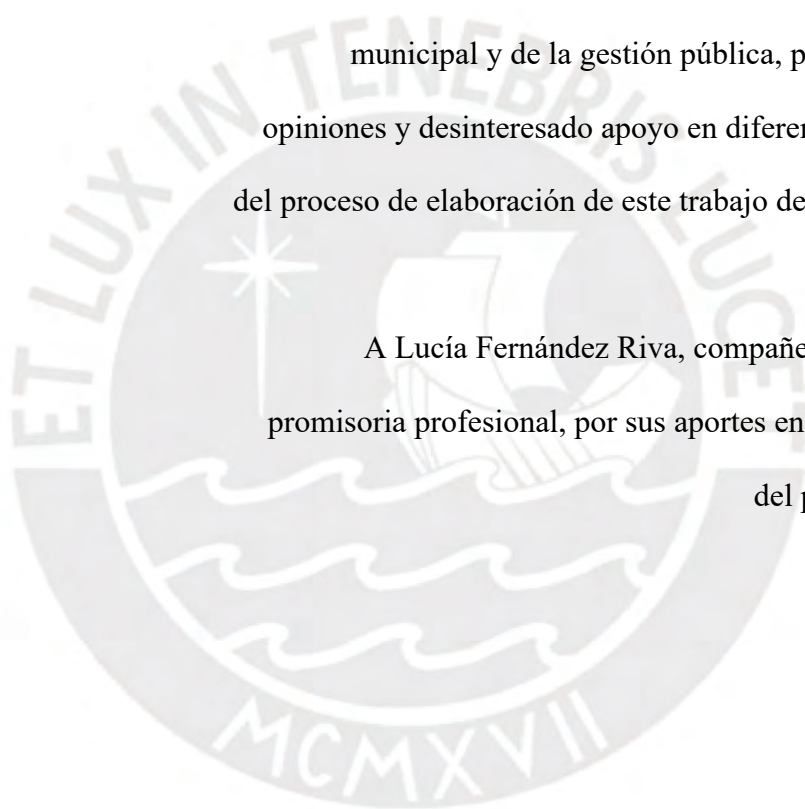 municipal y de la gestión pública, p
opiniones y desinteresado apoyo en diferen
del proceso de elaboración de este trabajo de
A Lucía Fernández Riva, compañe
promisoria profesional, por sus aportes en
del p
ET LUX IN TENEBRIS LUCET
MCMXVII